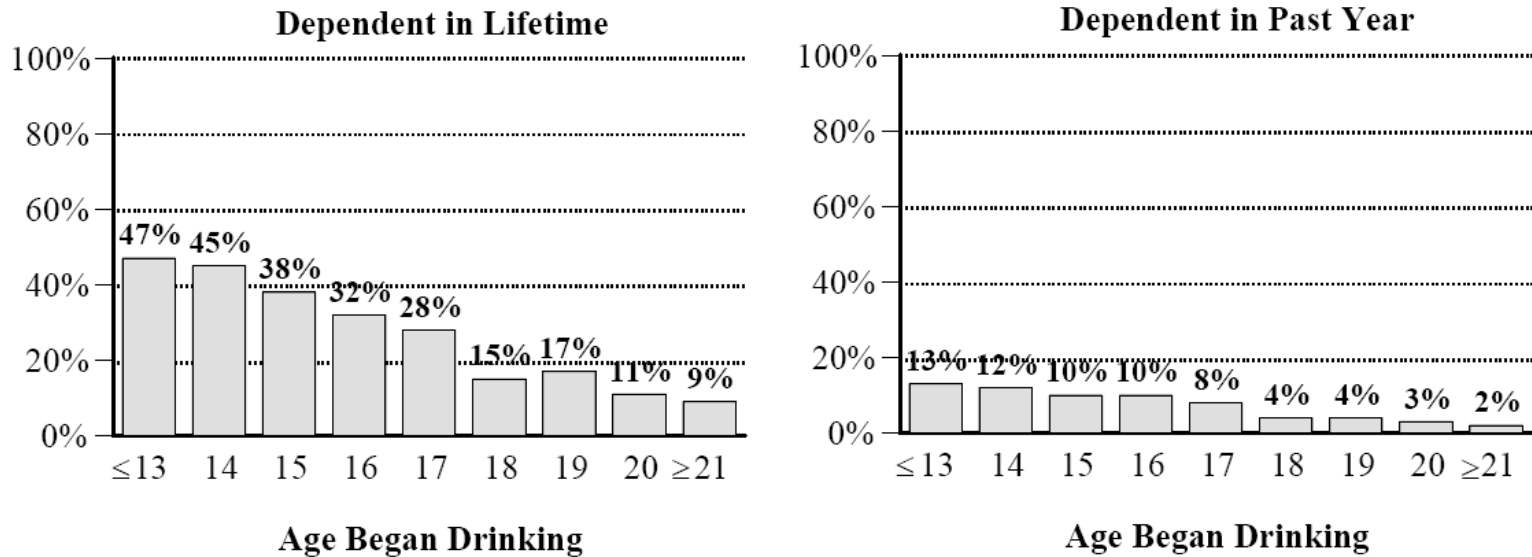 Dependent in Lifetime
100%
80%
60%
40%
20%
0%
47% 45% 38% 32% 28% 15% 17% 11% 9%
≤13 14 15 16 17 18 19 20 ≥21
Age Began Drinking
Dependent in Past Year
100%
80%
60%
40%
20%
0%
13% 12% 10% 10% 8% 4% 4% 3% 2%
≤13 14 15 16 17 18 19 20 ≥21
Age Began Drinking